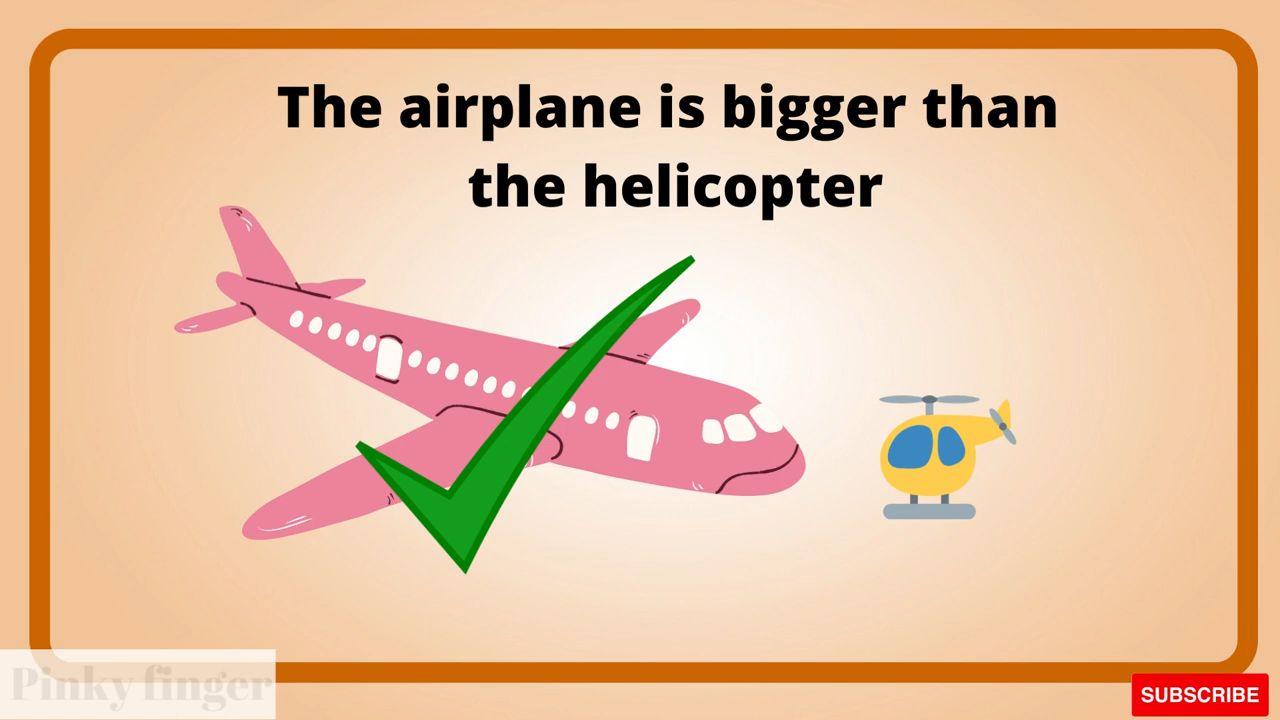 The airplane is bigger than
the helicopter
Pinky finger
SUBSCRIBE